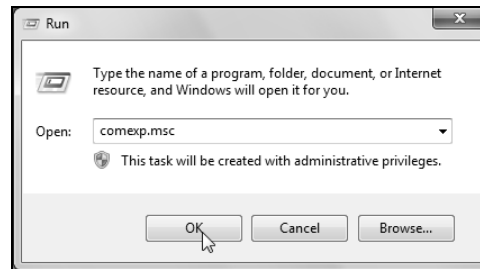 Run
x
Type the name of a program, folder, document, or Internet
resource, and Windows will open it for you.
Open: comexp.msc
This task will be created with administrative privileges.
OK Cancel Browse...